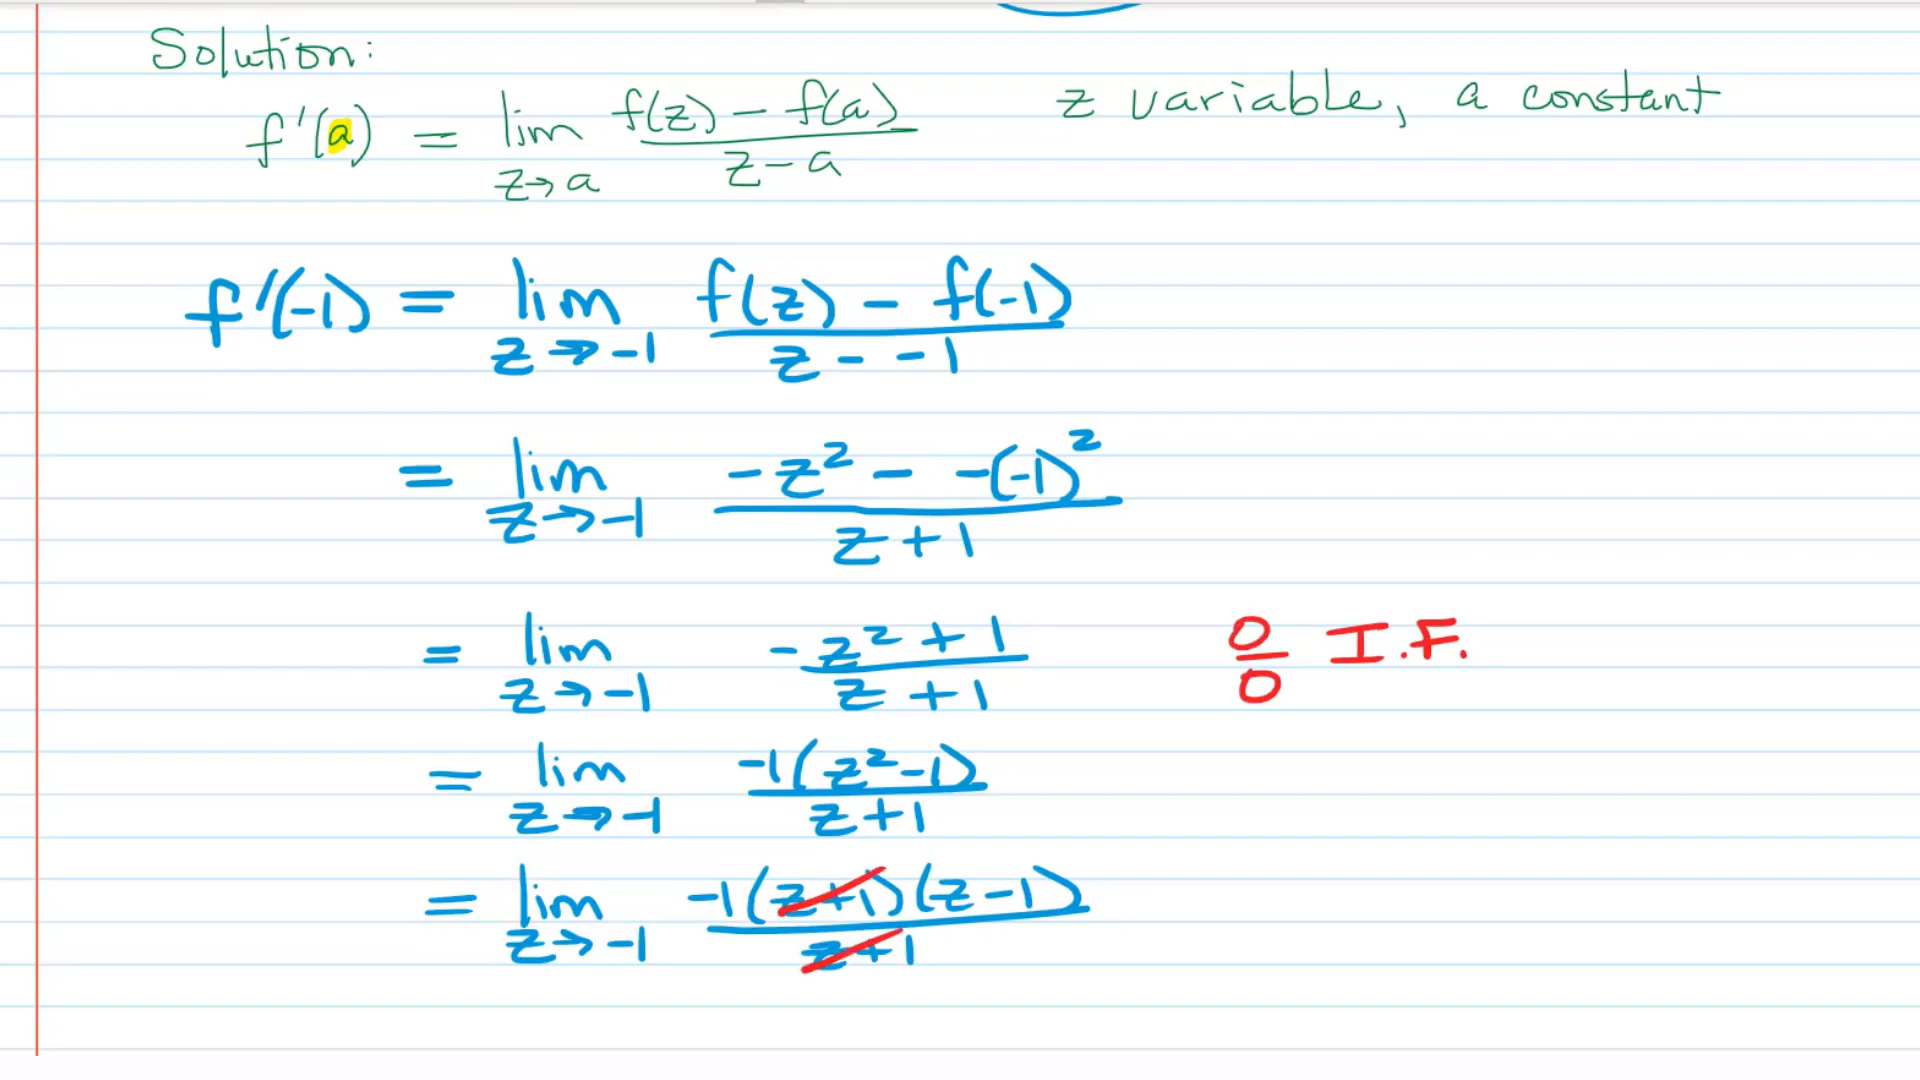 Solution:
f'(a) = lim z→a (f(z) - f(a))/(z - a)   z variable, a constant
f'(-1) = lim z→-1 (f(z) - f(-1))/(z - -1)
= lim z→-1 (-z² - -(-1)²)/(z+1)
= lim z→-1 (-z² + 1)/(z + 1)   0/0 I.F.
= lim z→-1 (-1(z²-1))/(z+1)
= lim z→-1 (-1(z+1)(z-1))/(z+1)